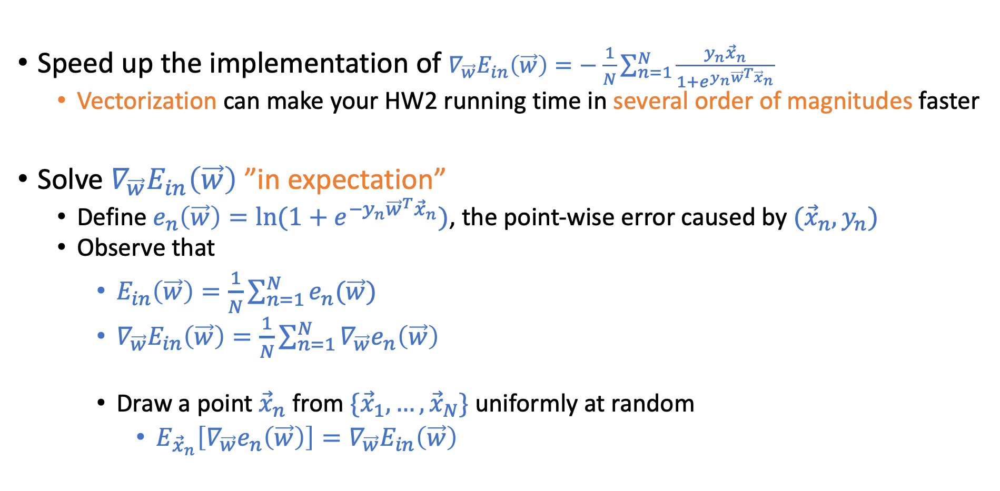 • Speed up the implementation of $\nabla_{\vec{w}} E_{in}(\vec{w}) = -\frac{1}{N} \sum_{n=1}^{N} \frac{y_n \vec{x}_n}{1+e^{y_n \vec{w}^T \vec{x}_n}}$
• Vectorization can make your HW2 running time in several order of magnitudes faster
• Solve $\nabla_{\vec{w}} E_{in}(\vec{w})$ ”in expectation”
• Define $e_n(\vec{w}) = \ln(1 + e^{-y_n \vec{w}^T \vec{x}_n})$, the point-wise error caused by $(\vec{x}_n, y_n)$
• Observe that
• $E_{in}(\vec{w}) = \frac{1}{N} \sum_{n=1}^{N} e_n(\vec{w})$
• $\nabla_{\vec{w}} E_{in}(\vec{w}) = \frac{1}{N} \sum_{n=1}^{N} \nabla_{\vec{w}} e_n(\vec{w})$
• Draw a point $\vec{x}_n$ from $\{\vec{x}_1, \ldots, \vec{x}_N\}$ uniformly at random
• $E_{\vec{x}_n}[\nabla_{\vec{w}} e_n(\vec{w})] = \nabla_{\vec{w}} E_{in}(\vec{w})$